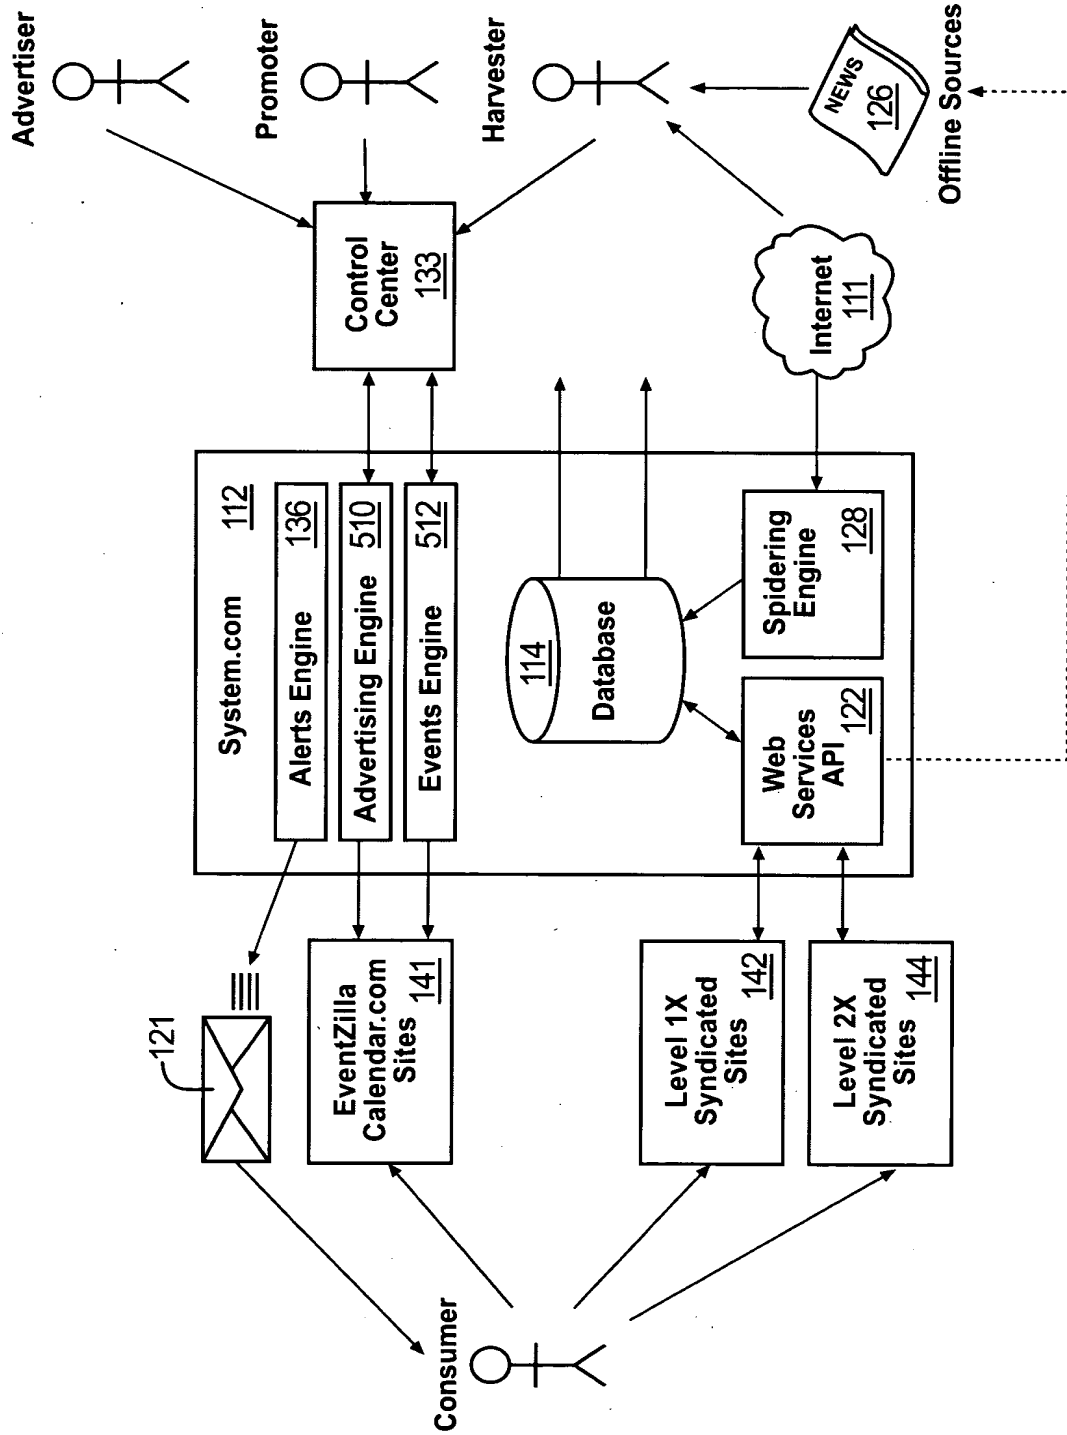 Advertiser
Promoter
Harvester
NEWS
126
Offline Sources
Control
Center
133
Internet
111
System.com
112
Alerts Engine 136
Advertising Engine 510
Events Engine 512
114
Database
Spidering
Engine
128
Web
Services
API
122
121
EventZilla
Calendar.com
Sites
141
Level 1X
Syndicated
Sites
142
Level 2X
Syndicated
Sites
144
Consumer